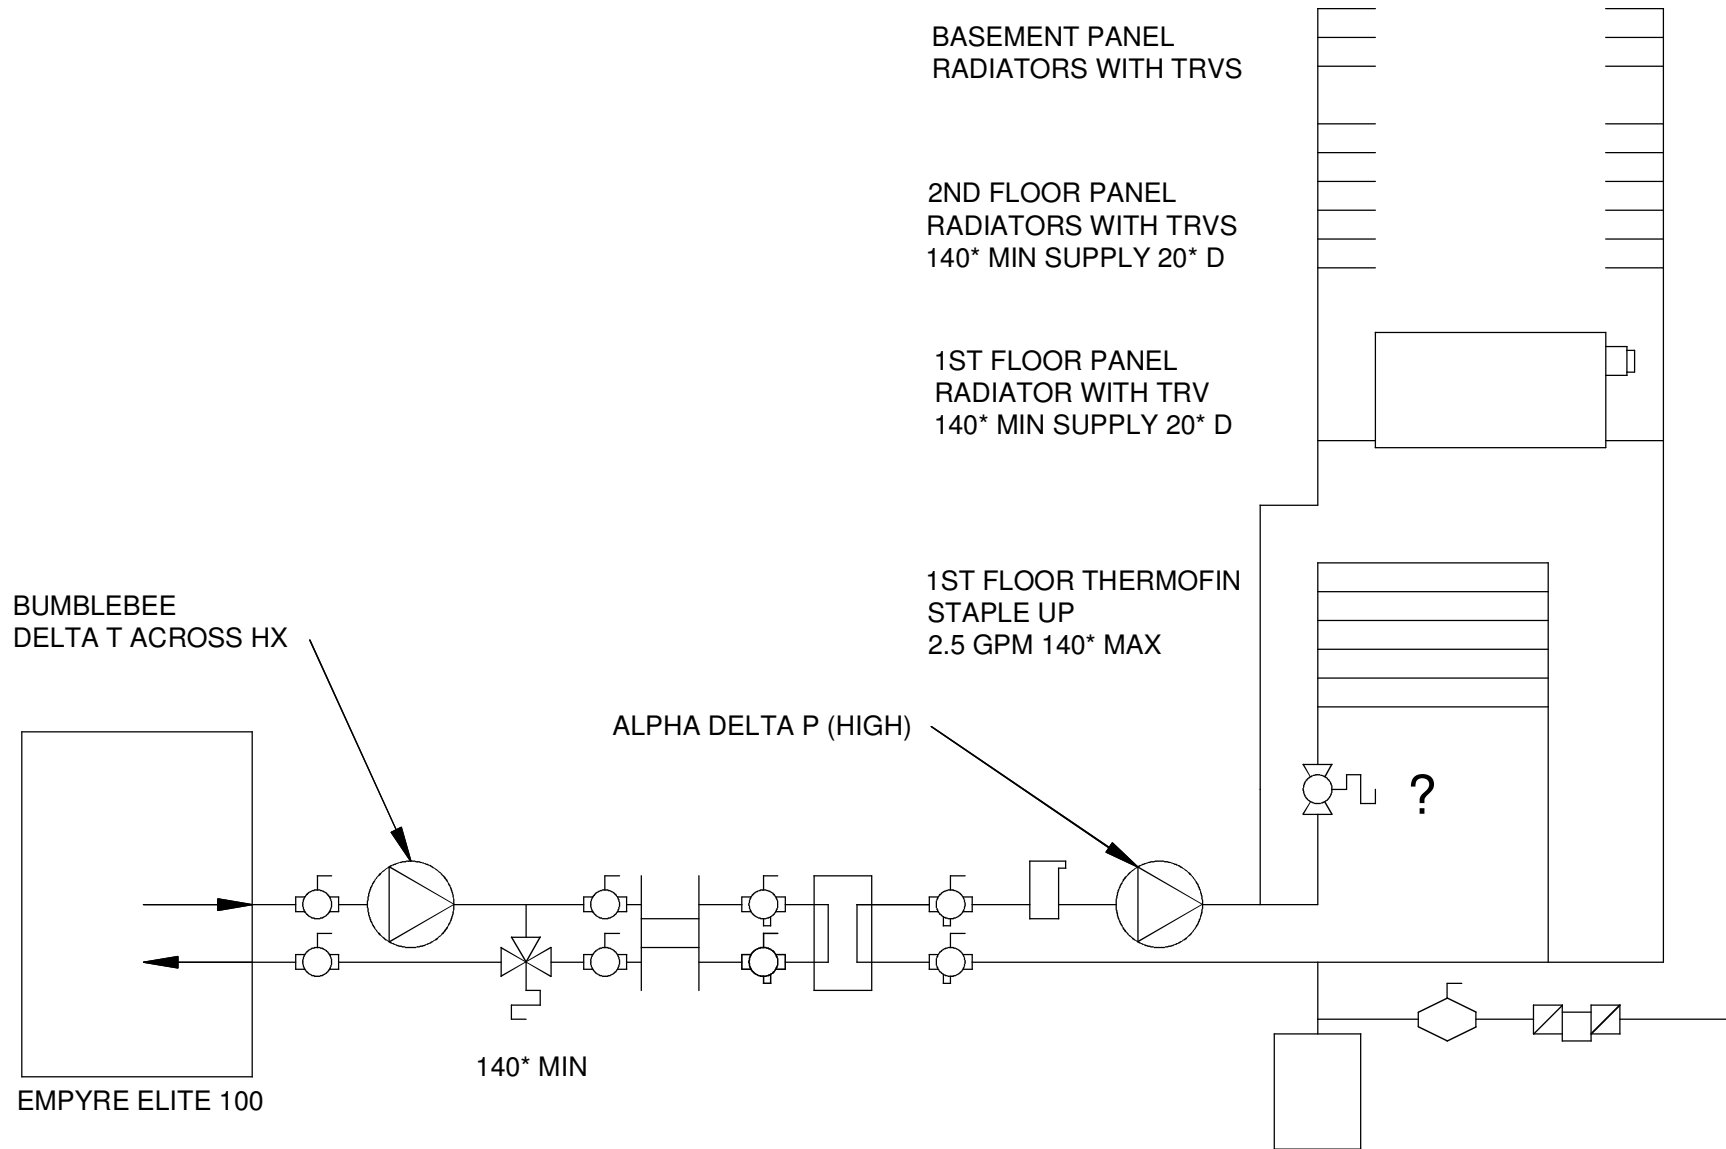 BASEMENT PANEL
RADIATORS WITH TRVS
2ND FLOOR PANEL
RADIATORS WITH TRVS
140* MIN SUPPLY 20* D
1ST FLOOR PANEL
RADIATOR WITH TRV
140* MIN SUPPLY 20* D
1ST FLOOR THERMOFIN
STAPLE UP
2.5 GPM 140* MAX
BUMBLEBEE
DELTA T ACROSS HX
ALPHA DELTA P (HIGH)
?
140* MIN
EMPYRE ELITE 100